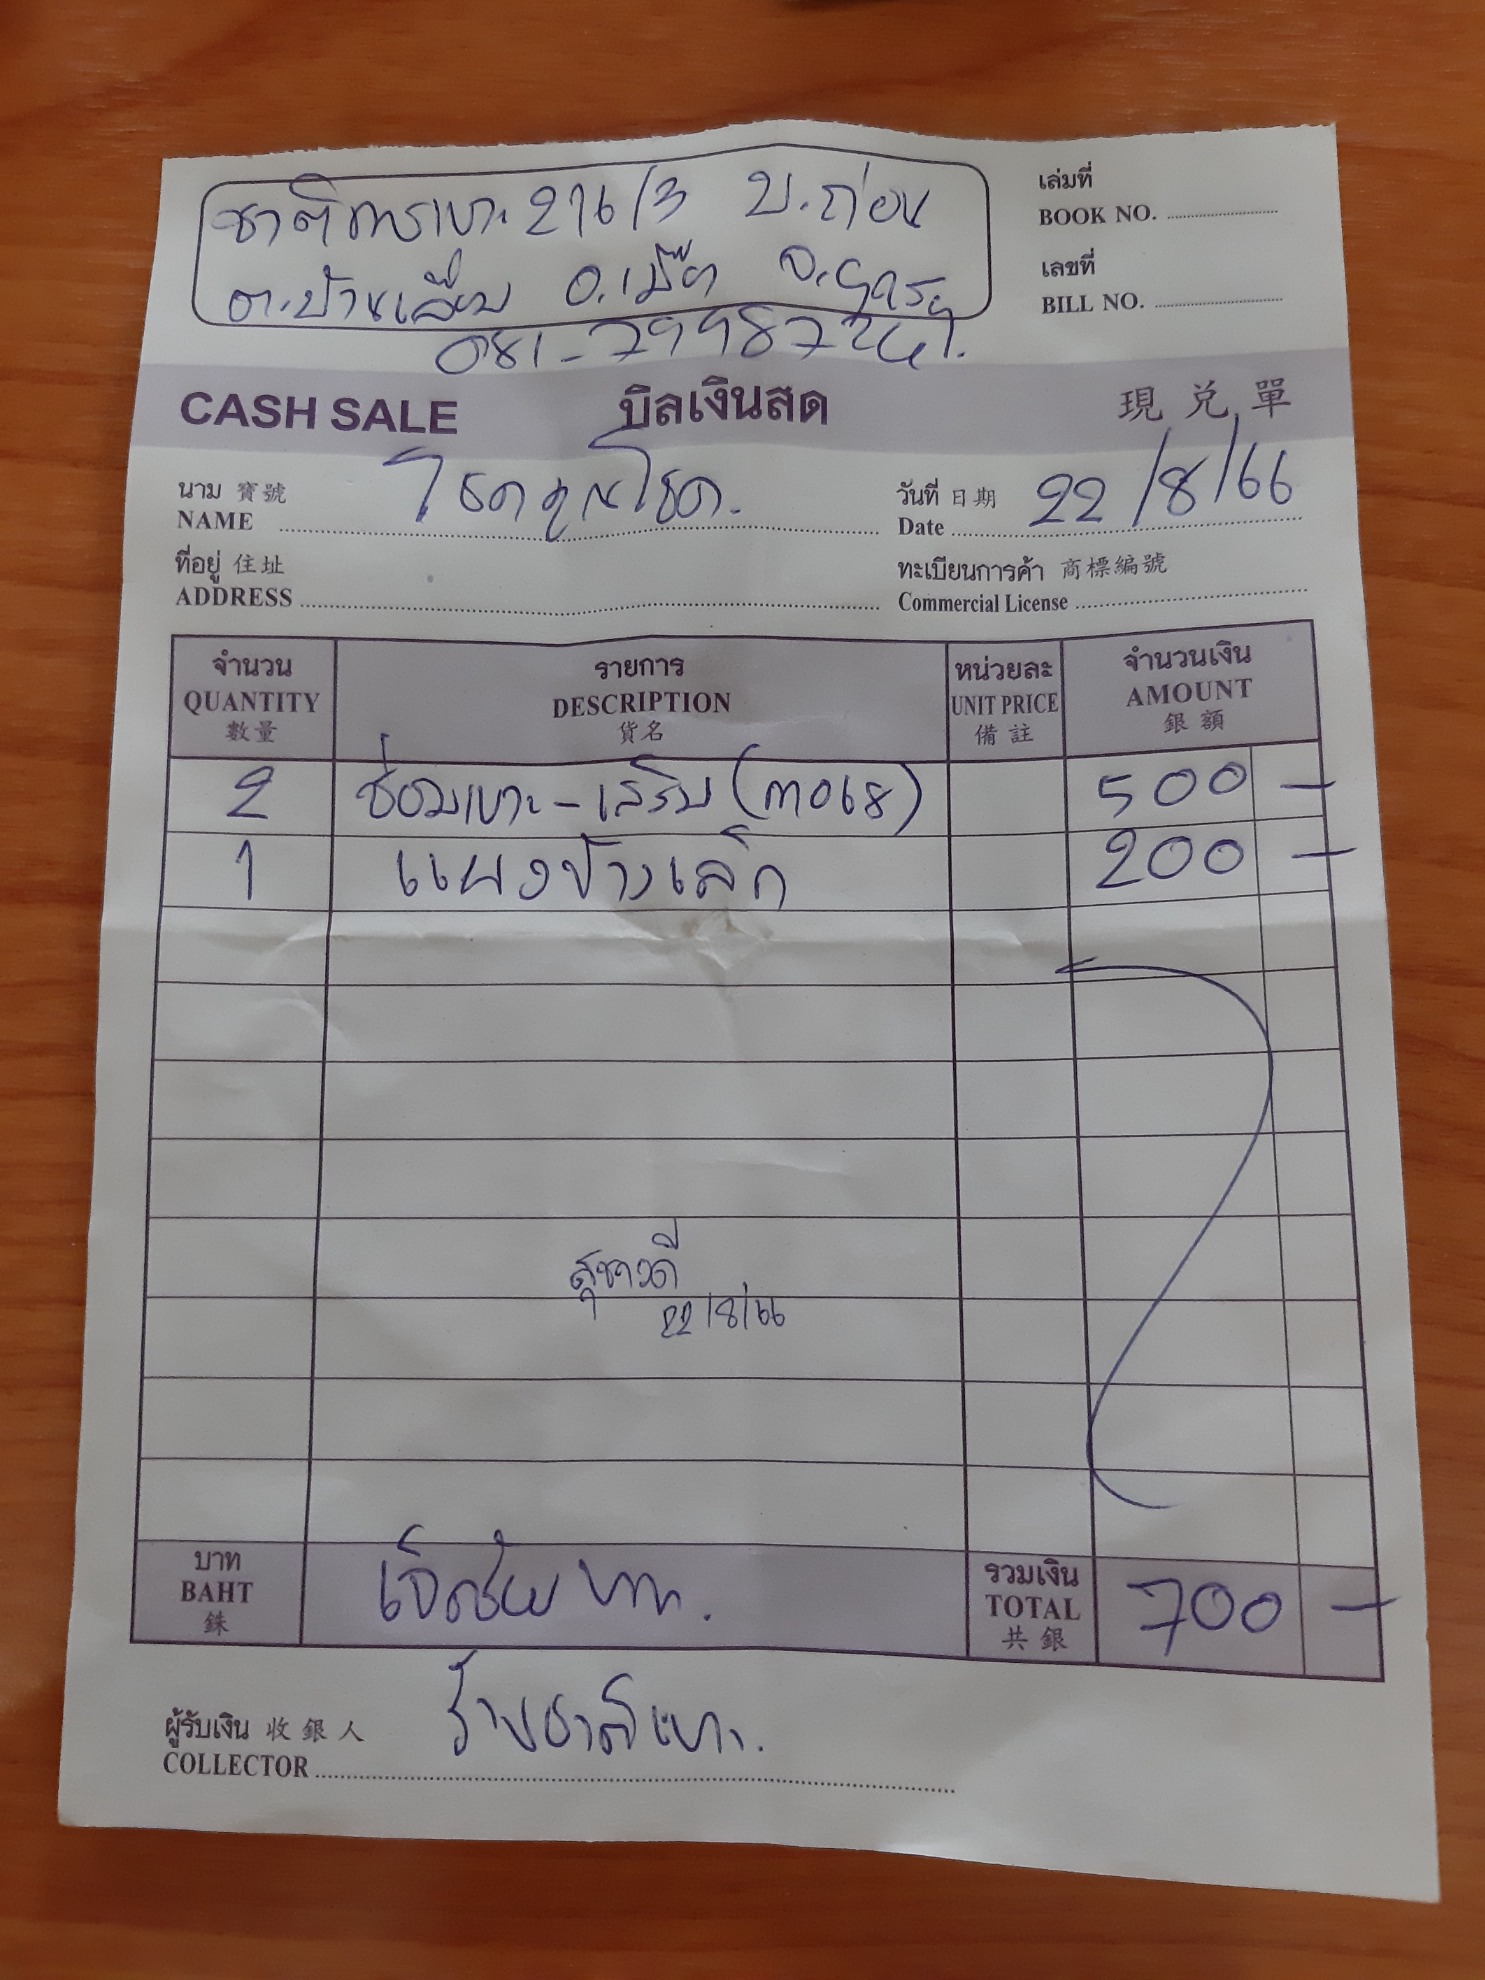 ชาติการเบาะ 276/3 บ.ถ่อน
ต.บ้านเลื่อม อ.เมือง จ.อุดรฯ
เล่มที่
BOOK NO.
เลขที่
BILL NO.
CASH SALE บิลเงินสด 現兌單
นาม 寶號
NAME โชคคูณโชค.
วันที่ 日期
Date 22/8/66
ที่อยู่ 住址
ADDRESS
ทะเบียนการค้า 商標編號
Commercial License
จำนวน รายการ หน่วยละ จำนวนเงิน
QUANTITY DESCRIPTION UNIT PRICE AMOUNT
數量 貨名 備註 銀額
2 ซ่อมเบาะ-เสริม 500 -
1 แผงข้างเล็ก 200 -
สุชาวดี
22/8/66
บาท
BAHT
銖
เจ็ดร้อยบาท.
รวมเงิน
TOTAL
共銀
700 -
ผู้รับเงิน 收銀人
COLLECTOR ร้านชาติเบาะ.